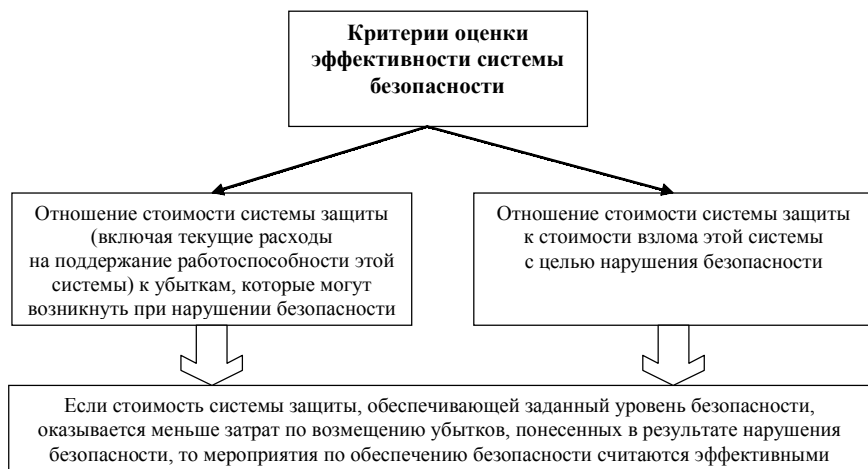 Критерии оценки
эффективности системы
безопасности
Отношение стоимости системы защиты
(включая текущие расходы
на поддержание работоспособности этой
системы) к убыткам, которые могут
возникнуть при нарушении безопасности
Отношение стоимости системы защиты
к стоимости взлома этой системы
с целью нарушения безопасности
Если стоимость системы защиты, обеспечивающей заданный уровень безопасности,
оказывается меньше затрат по возмещению убытков, понесенных в результате нарушения
безопасности, то мероприятия по обеспечению безопасности считаются эффективными